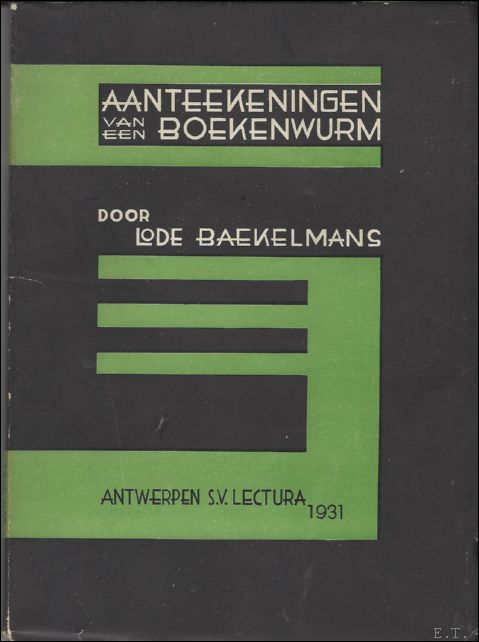 AANTEEKENINGEN
VAN EEN BOEKENWURM
DOOR
LODE BAEKELMANS
ANTWERPEN S.V. LECTURA 1931
E.T.